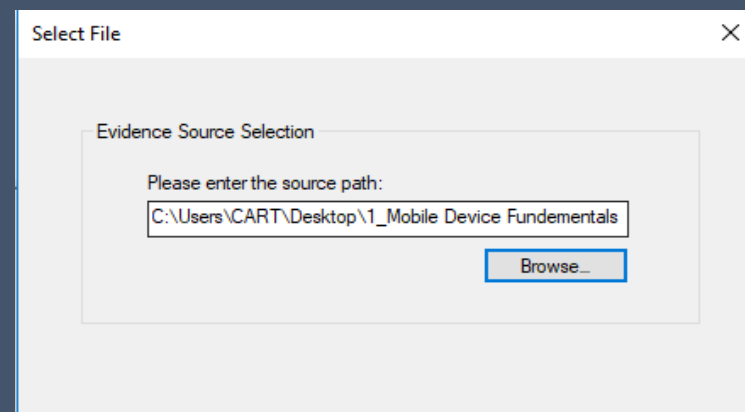 Select File
Evidence Source Selection
Please enter the source path:
C:\Users\CART\Desktop\1_Mobile Device Fundementals
Browse...